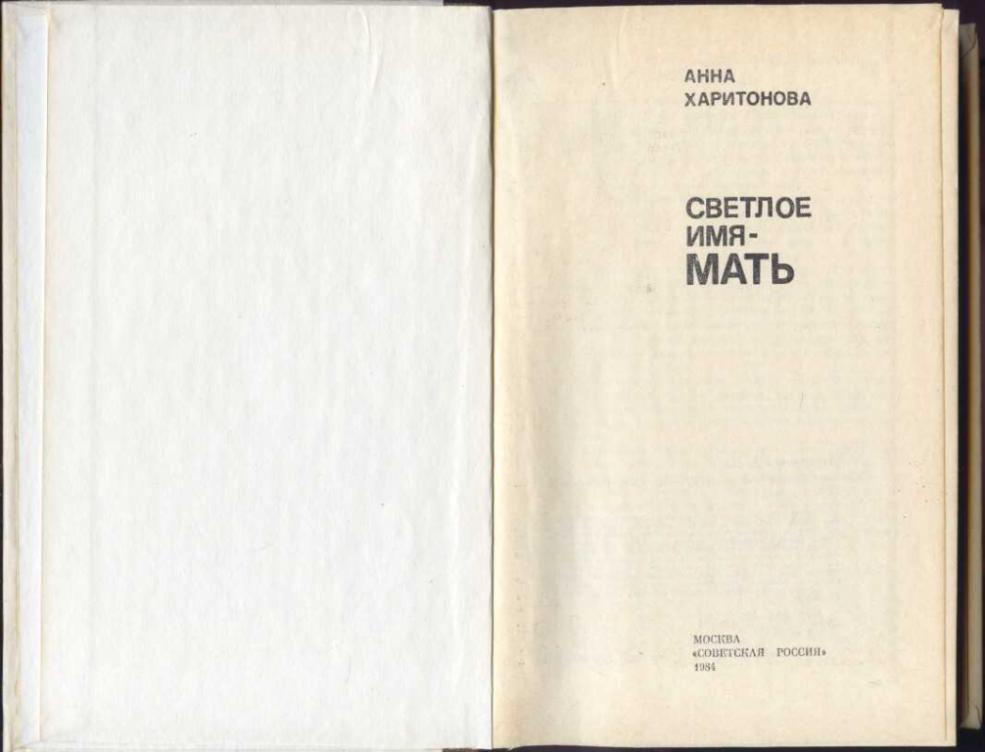 АННА
ХАРИТОНОВА
СВЕТЛОЕ
ИМЯ-
МАТЬ
МОСКВА
«СОВЕТСКАЯ РОССИЯ»
1984